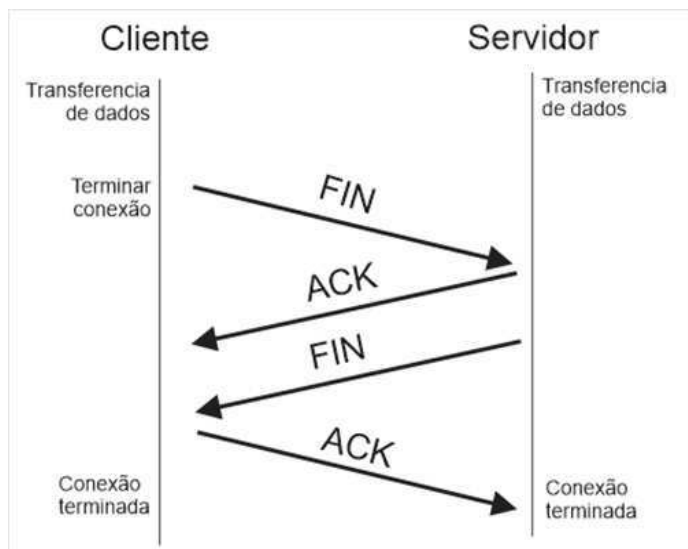 Cliente
Servidor
Transferencia
de dados
Transferencia
de dados
Terminar
conexão
FIN
ACK
FIN
ACK
Conexão
terminada
Conexão
terminada